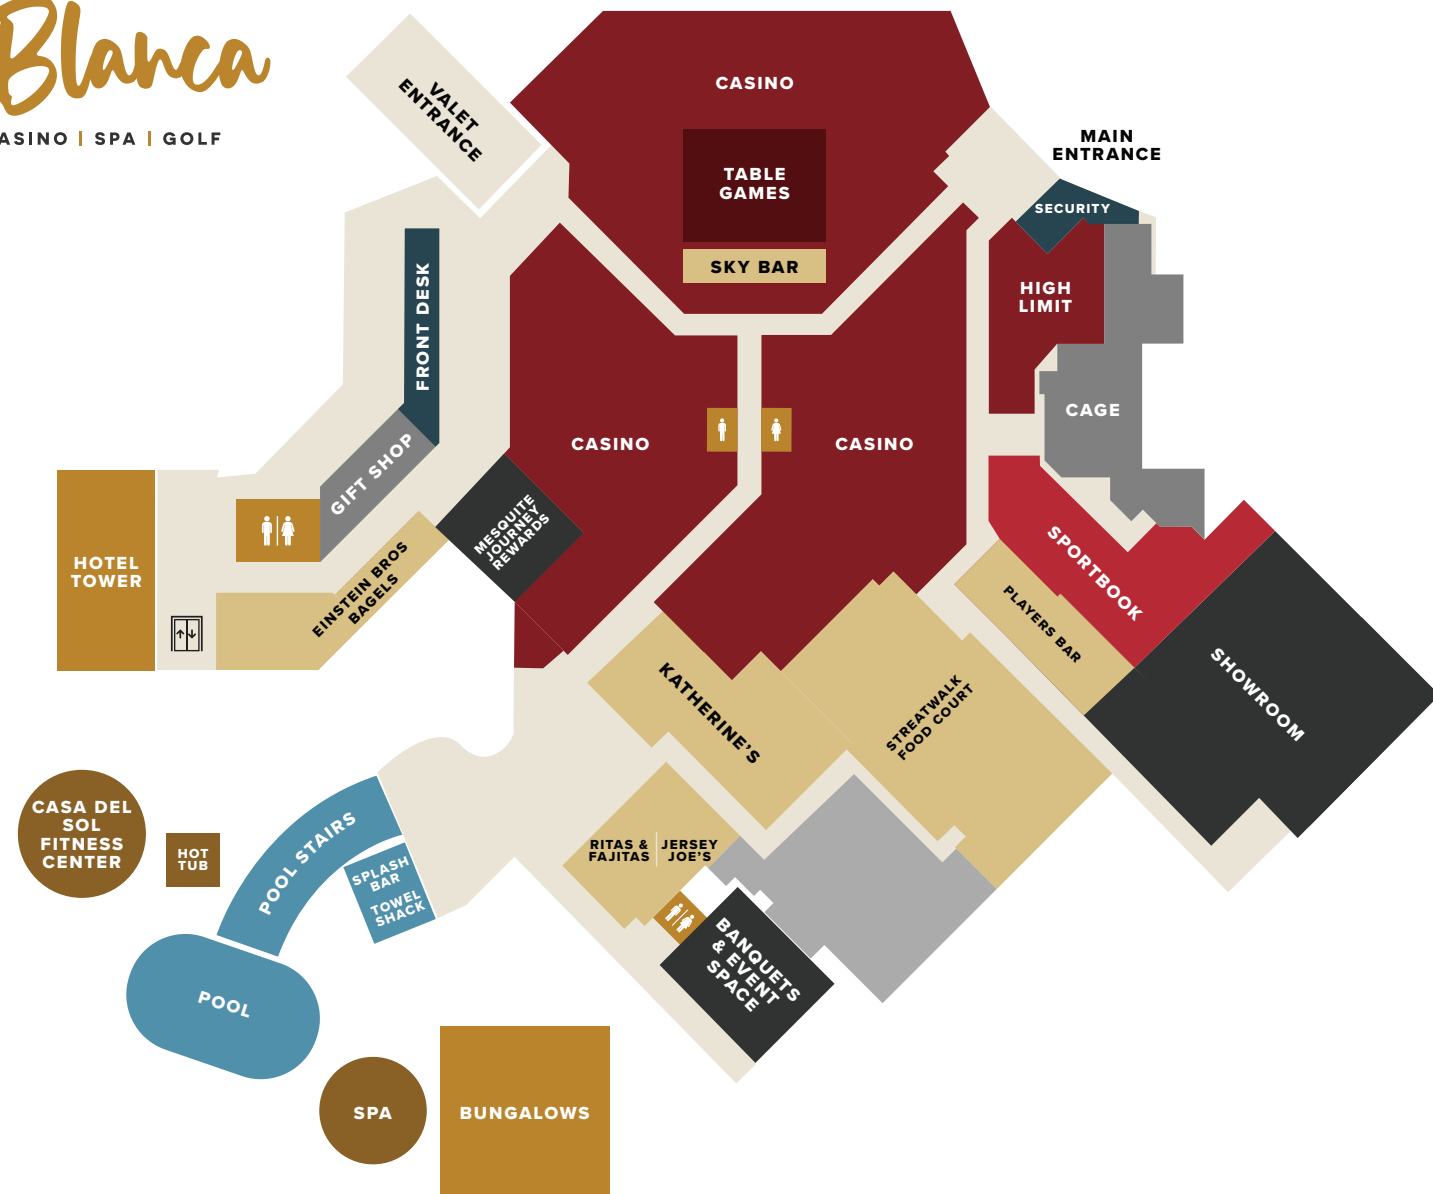 Blanca
ASINO | SPA | GOLF
VALET
ENTRANCE
CASINO
TABLE
GAMES
SKY BAR
MAIN
ENTRANCE
SECURITY
HIGH
LIMIT
CAGE
FRONT DESK
GIFT SHOP
CASINO
CASINO
MESQUITE
JOURNEY
REWARDS
HOTEL
TOWER
EINSTEIN BROS
BAGELS
SPORTBOOK
PLAYERS BAR
SHOWROOM
KATHERINE'S
STREATWALK
FOOD COURT
RITAS &
FAJITAS
JERSEY
JOE'S
BANQUETS
& EVENT
SPACE
CASA DEL
SOL
FITNESS
CENTER
HOT
TUB
POOL STAIRS
SPLASH
BAR
TOWEL
SHACK
POOL
SPA
BUNGALOWS